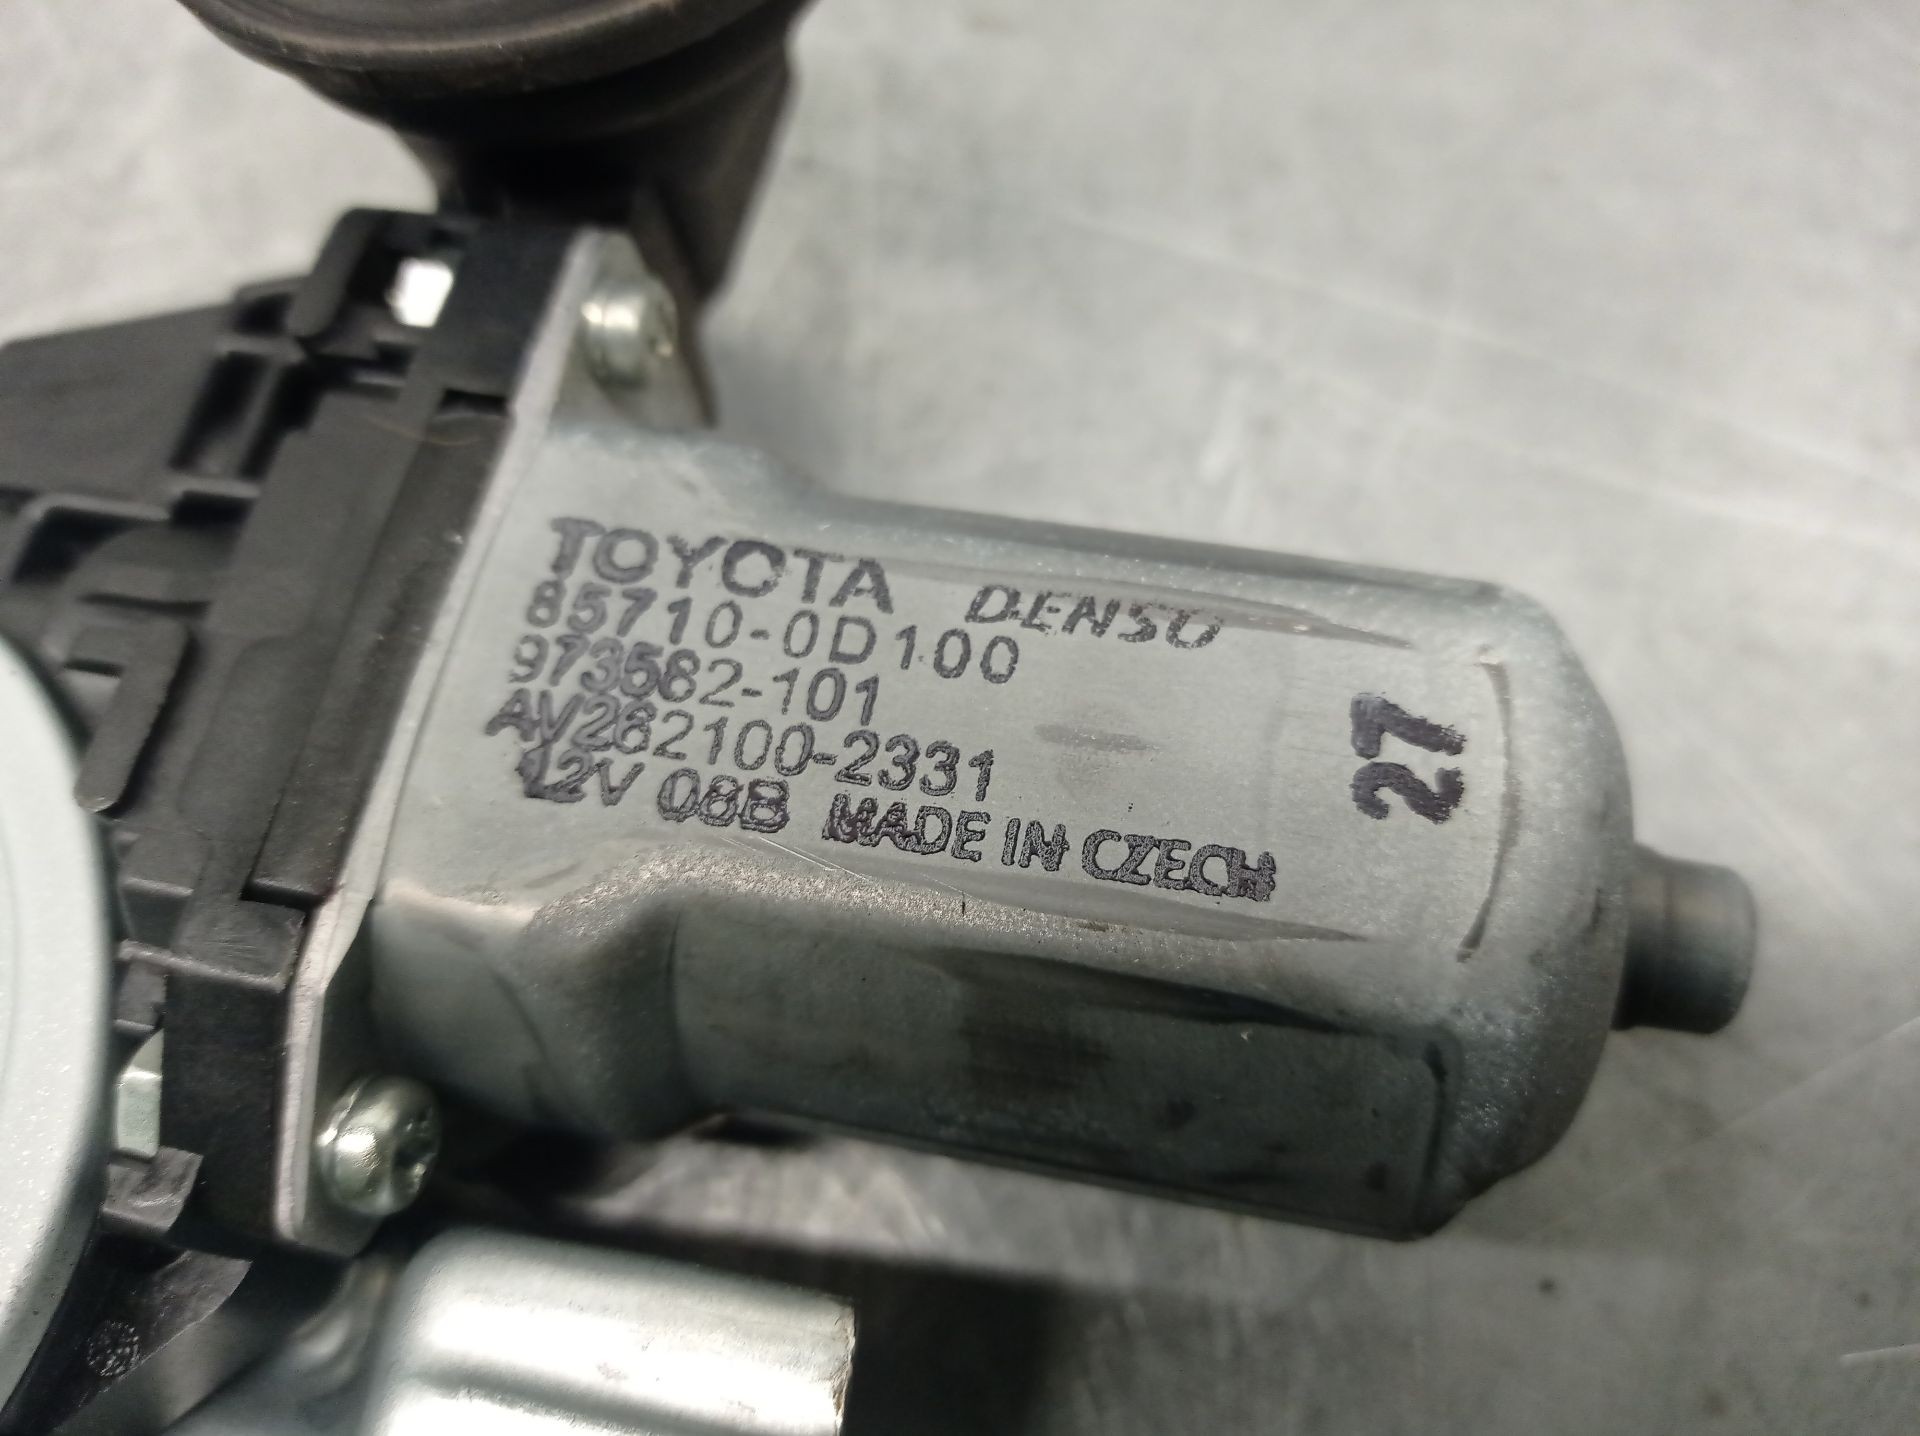 TOYOTA DENSO
85710-0D100
973582-101
AV262100-2331
12V 08B MADE IN CZECH
27